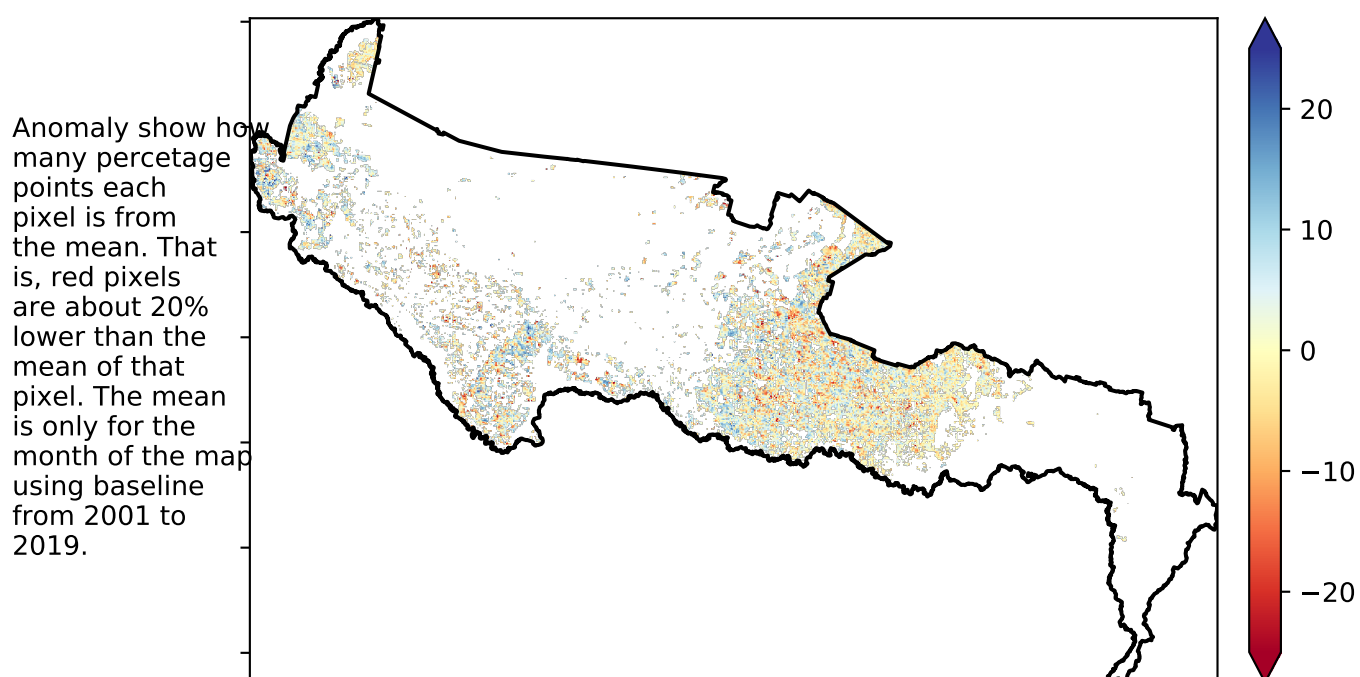 Anomaly show how
many percetage
points each
pixel is from
the mean. That
is, red pixels
are about 20%
lower than the
mean of that
pixel. The mean
is only for the
month of the map
using baseline
from 2001 to
2019.
20
10
0
−10
−20